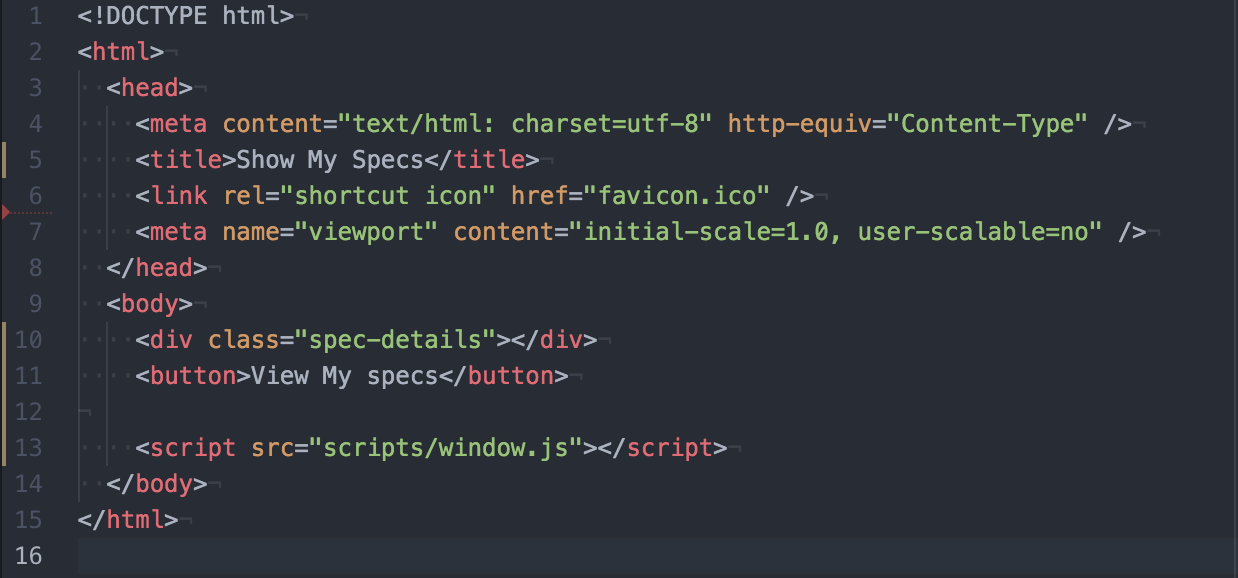 1 <!DOCTYPE html>¬
2 <html>¬
3 ··<head>¬
4 ····<meta content="text/html: charset=utf-8" http-equiv="Content-Type" />¬
5 ····<title>Show My Specs</title>¬
6 ····<link rel="shortcut icon" href="favicon.ico" />¬
7 ····<meta name="viewport" content="initial-scale=1.0, user-scalable=no" />¬
8 ··</head>¬
9 ··<body>¬
10 ····<div class="spec-details"></div>¬
11 ····<button>View My specs</button>¬
12 ¬
13 ····<script src="scripts/window.js"></script>¬
14 ··</body>¬
15 </html>¬
16